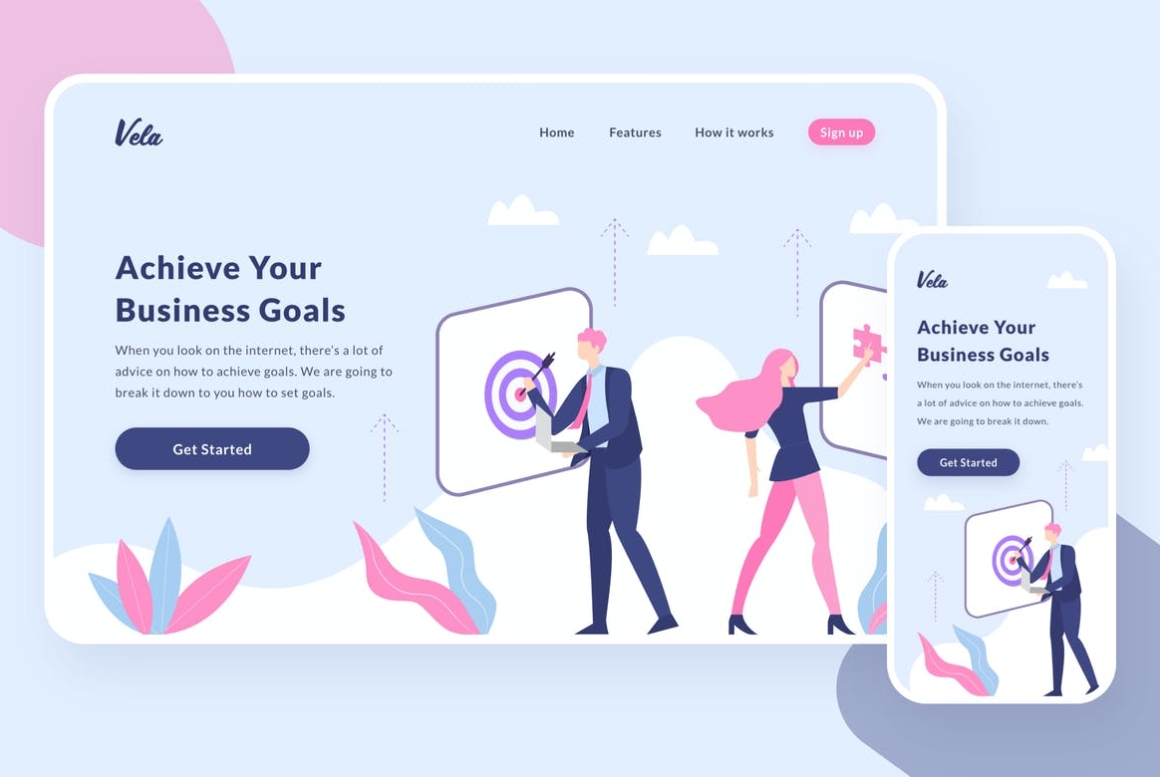 Vela
Home
Features
How it works
Sign up
Achieve Your
Business Goals
When you look on the internet, there's a lot of
advice on how to achieve goals. We are going to
break it down to you how to set goals.
Get Started
Vela
Achieve Your
Business Goals
When you look on the internet, there's
a lot of advice on how to achieve goals.
We are going to break it down.
Get Started